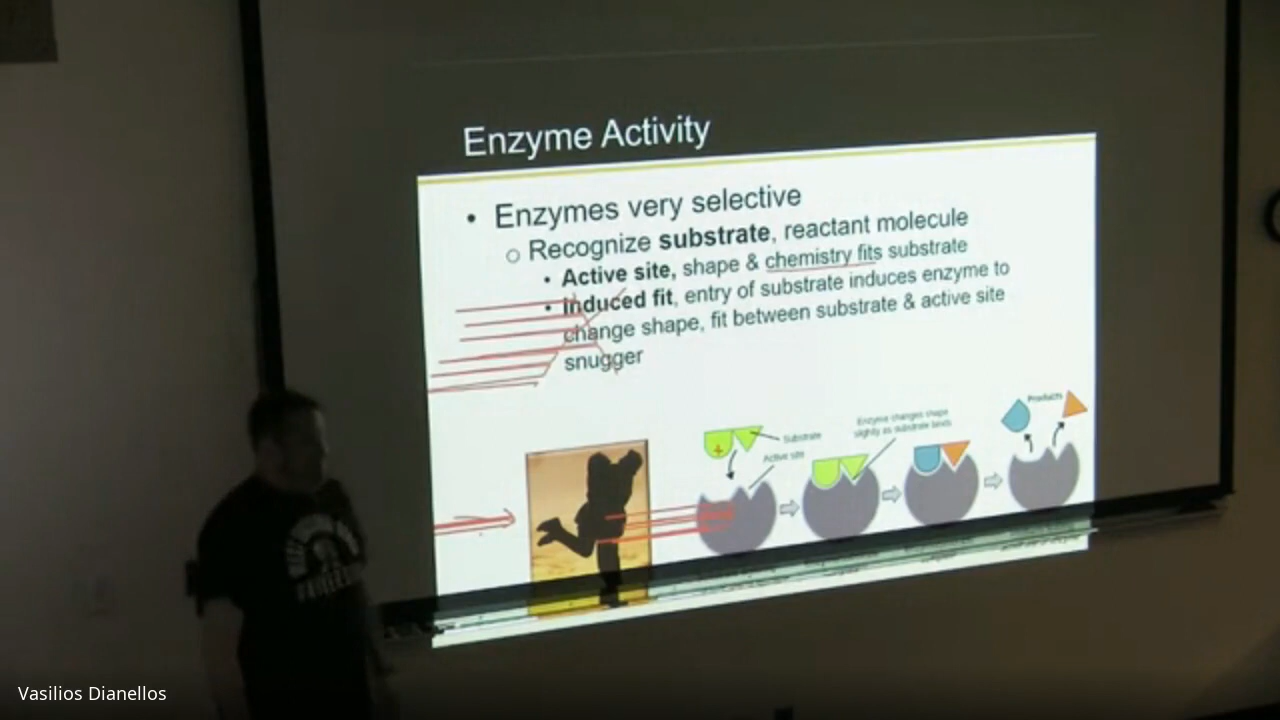 Enzyme Activity
• Enzymes very selective
○ Recognize substrate, reactant molecule
• Active site, shape & chemistry fits substrate
• Induced fit, entry of substrate induces enzyme to
change shape, fit between substrate & active site
snugger
Substrate
Active site
Enzyme changes shape
slightly as substrate binds
Products
Vasilios Dianellos